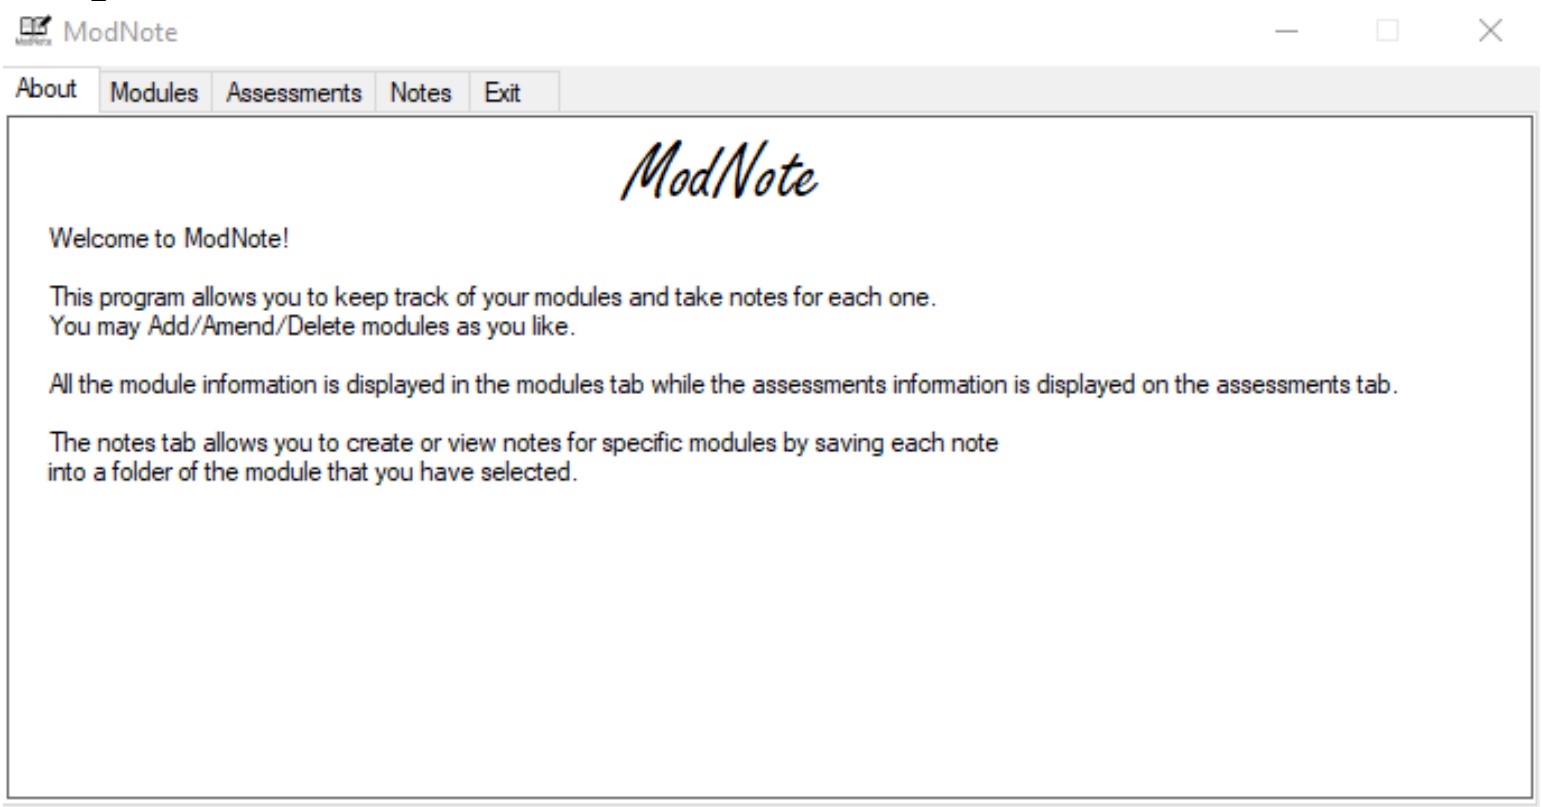 ModNote
About Modules Assessments Notes Exit
ModNote
Welcome to ModNote!
This program allows you to keep track of your modules and take notes for each one.
You may Add/Amend/Delete modules as you like.
All the module information is displayed in the modules tab while the assessments information is displayed on the assessments tab.
The notes tab allows you to create or view notes for specific modules by saving each note
into a folder of the module that you have selected.